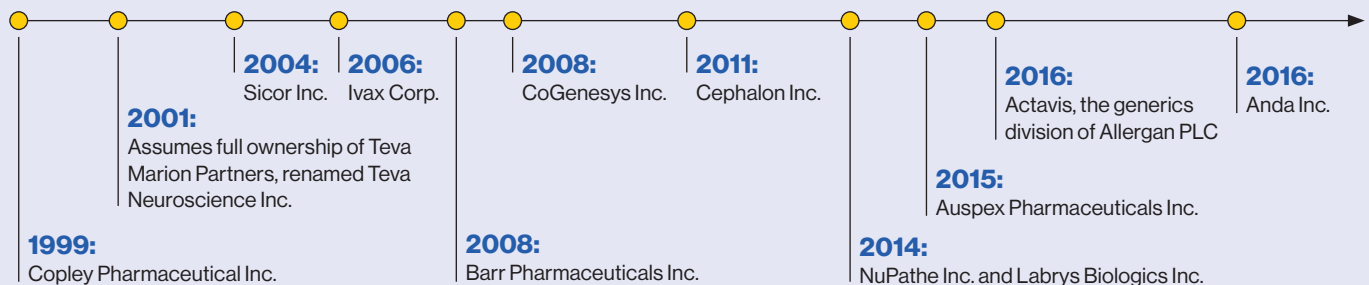 1999:
Copley Pharmaceutical Inc.
2001:
Assumes full ownership of Teva
Marion Partners, renamed Teva
Neuroscience Inc.
2004:
Sicor Inc.
2006:
Ivax Corp.
2008:
Barr Pharmaceuticals Inc.
2008:
CoGenesys Inc.
2011:
Cephalon Inc.
2014:
NuPathe Inc. and Labrys Biologics Inc.
2015:
Auspex Pharmaceuticals Inc.
2016:
Actavis, the generics
division of Allergan PLC
2016:
Anda Inc.